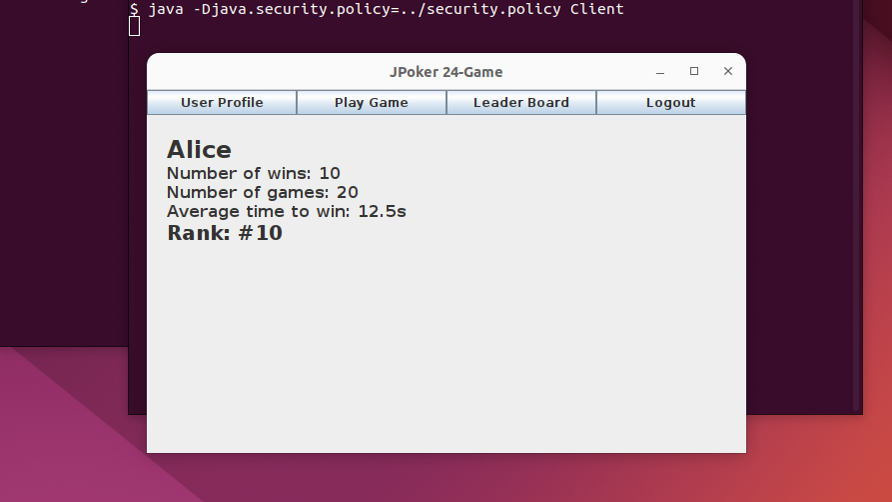 $ java -Djava.security.policy=../security.policy Client
JPoker 24-Game
User Profile Play Game Leader Board Logout
Alice
Number of wins: 10
Number of games: 20
Average time to win: 12.5s
Rank: #10